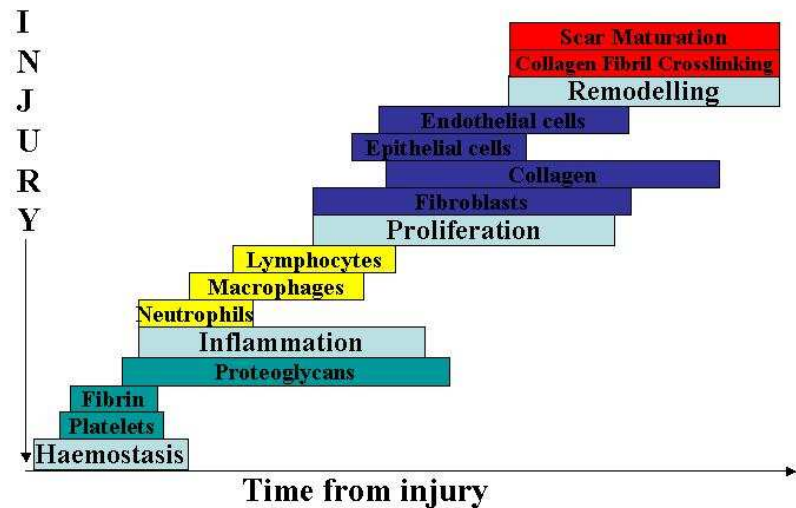 INJURY
Scar Maturation
Collagen Fibril Crosslinking
Remodelling
Endothelial cells
Epithelial cells
Collagen
Fibroblasts
Proliferation
Lymphocytes
Macrophages
Neutrophils
Inflammation
Proteoglycans
Fibrin
Platelets
Haemostasis
Time from injury